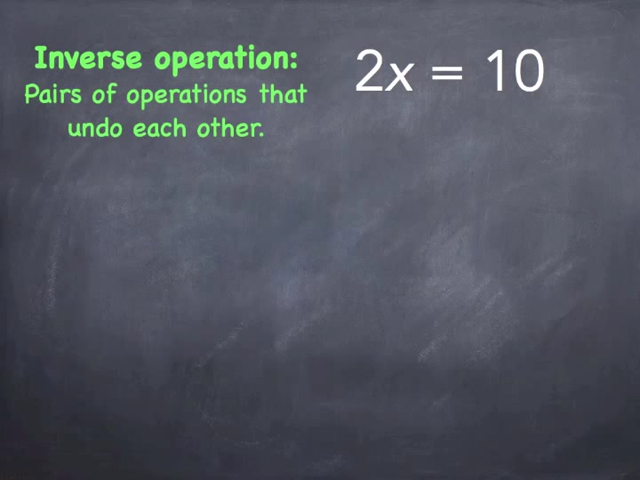 Inverse operation:
Pairs of operations that
undo each other.
2x = 10